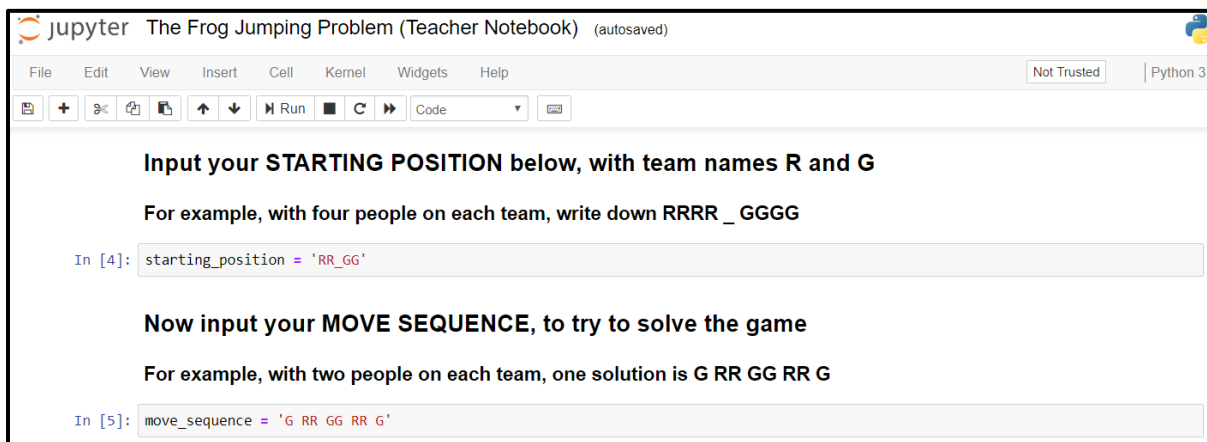 jupyter The Frog Jumping Problem (Teacher Notebook) (autosaved)
File Edit View Insert Cell Kernel Widgets Help Not Trusted Python 3
Run Code
Input your STARTING POSITION below, with team names R and G
For example, with four people on each team, write down RRRR _ GGGG
In [4]: starting_position = 'RR_GG'
Now input your MOVE SEQUENCE, to try to solve the game
For example, with two people on each team, one solution is G RR GG RR G
In [5]: move_sequence = 'G RR GG RR G'